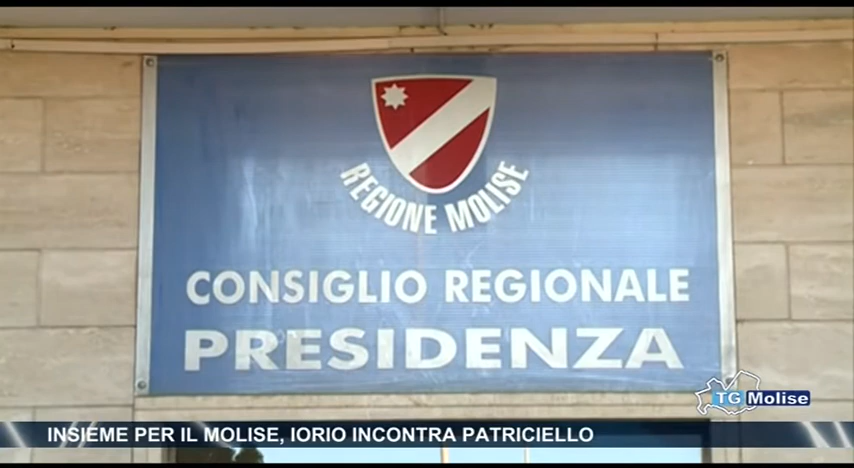 REGIONE MOLISE
CONSIGLIO REGIONALE
PRESIDENZA
TG Molise
INSIEME PER IL MOLISE, IORIO INCONTRA PATRICIELLO